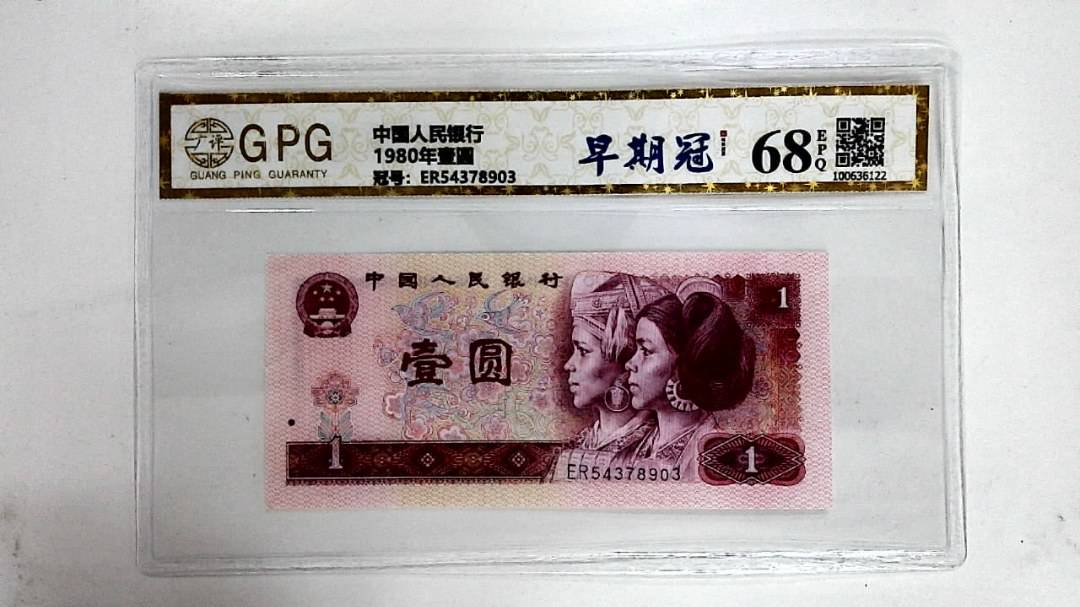 广评
GPG
GUANG PING GUARANTY
中国人民银行
1980年壹圆
冠号：ER54378903
早期冠
68
EPQ
100636122
中国人民银行
1
壹圆
1
ER54378903
1